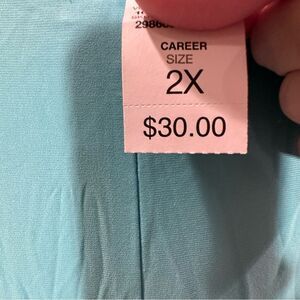 CAREER
SIZE
2X
$30.00